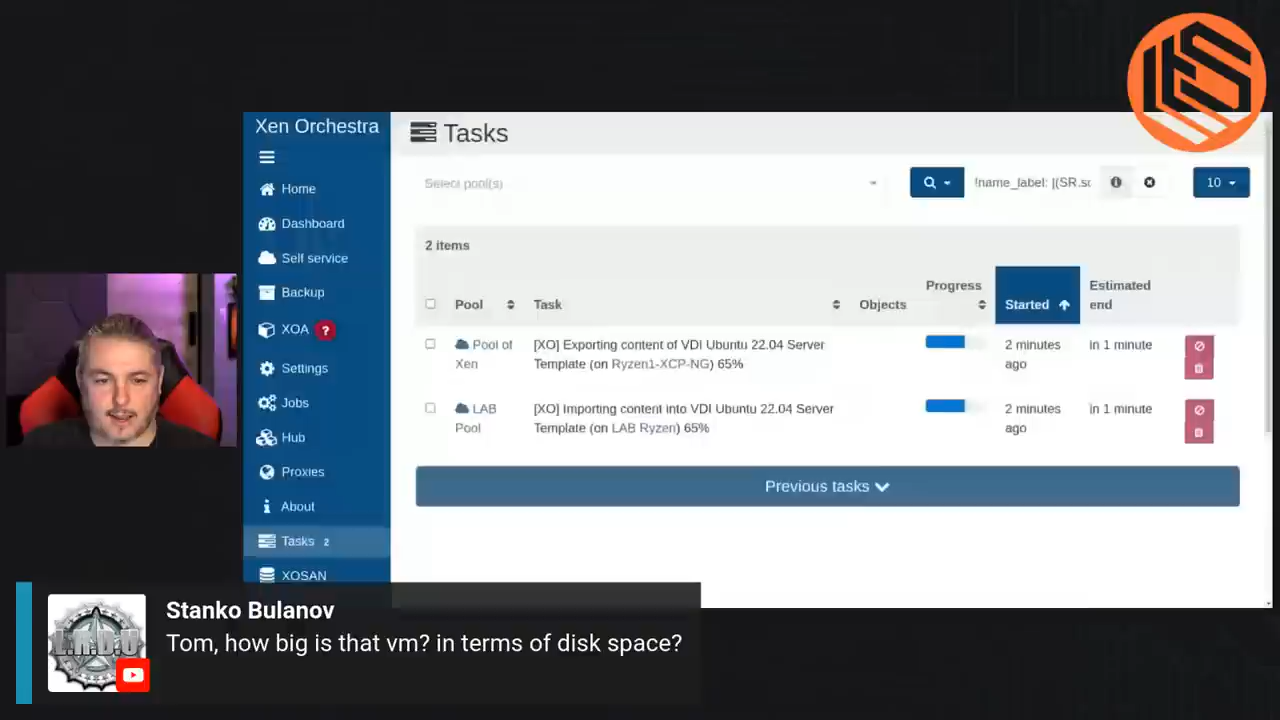 Xen Orchestra
Home
Dashboard
Self service
Backup
XOA ?
Settings
Jobs
Hub
Proxies
About
Tasks 2
XOSAN
Tasks
Select pool(s)
!name_label: |(SR.sc
10
2 items
Pool
Task
Objects
Progress
Started
Estimated
end
Pool of
Xen
[XO] Exporting content of VDI Ubuntu 22.04 Server
Template (on Ryzen1-XCP-NG) 65%
2 minutes
ago
in 1 minute
LAB
Pool
[XO] Importing content into VDI Ubuntu 22.04 Server
Template (on LAB Ryzen) 65%
2 minutes
ago
in 1 minute
Previous tasks
Stanko Bulanov
Tom, how big is that vm? in terms of disk space?